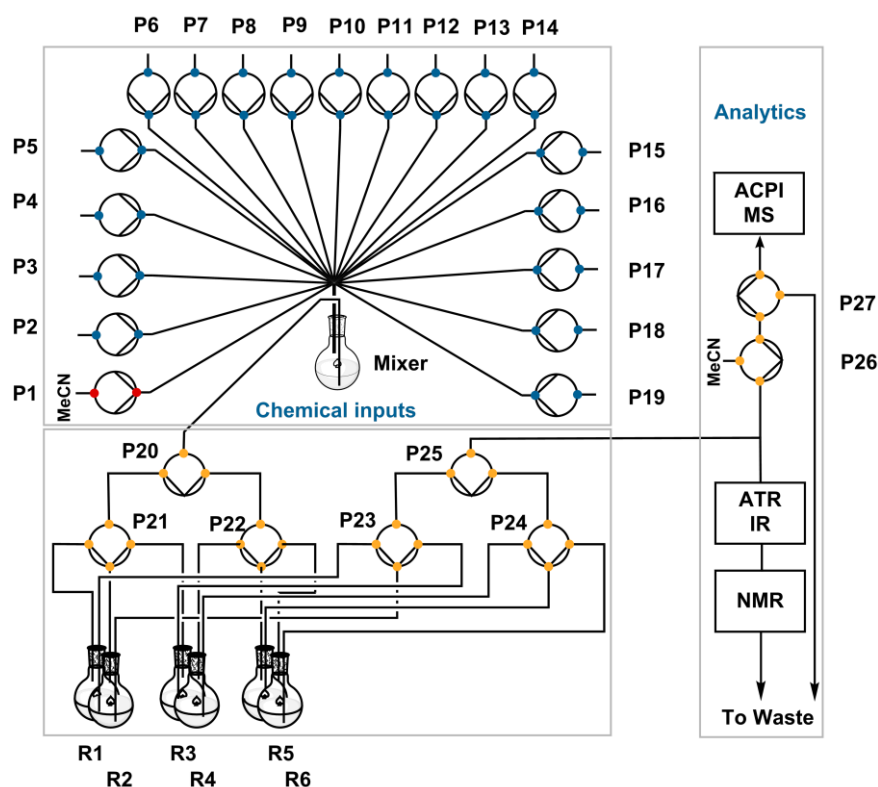 P6 P7 P8 P9 P10 P11 P12 P13 P14
P5
P4
P3
P2
P1
MeCN
P15
P16
P17
P18
P19
Mixer
Chemical inputs
P20
P25
P21
P22
P23
P24
R1
R2
R3
R4
R5
R6
Analytics
ACPI
MS
P27
P26
MeCN
ATR
IR
NMR
To Waste